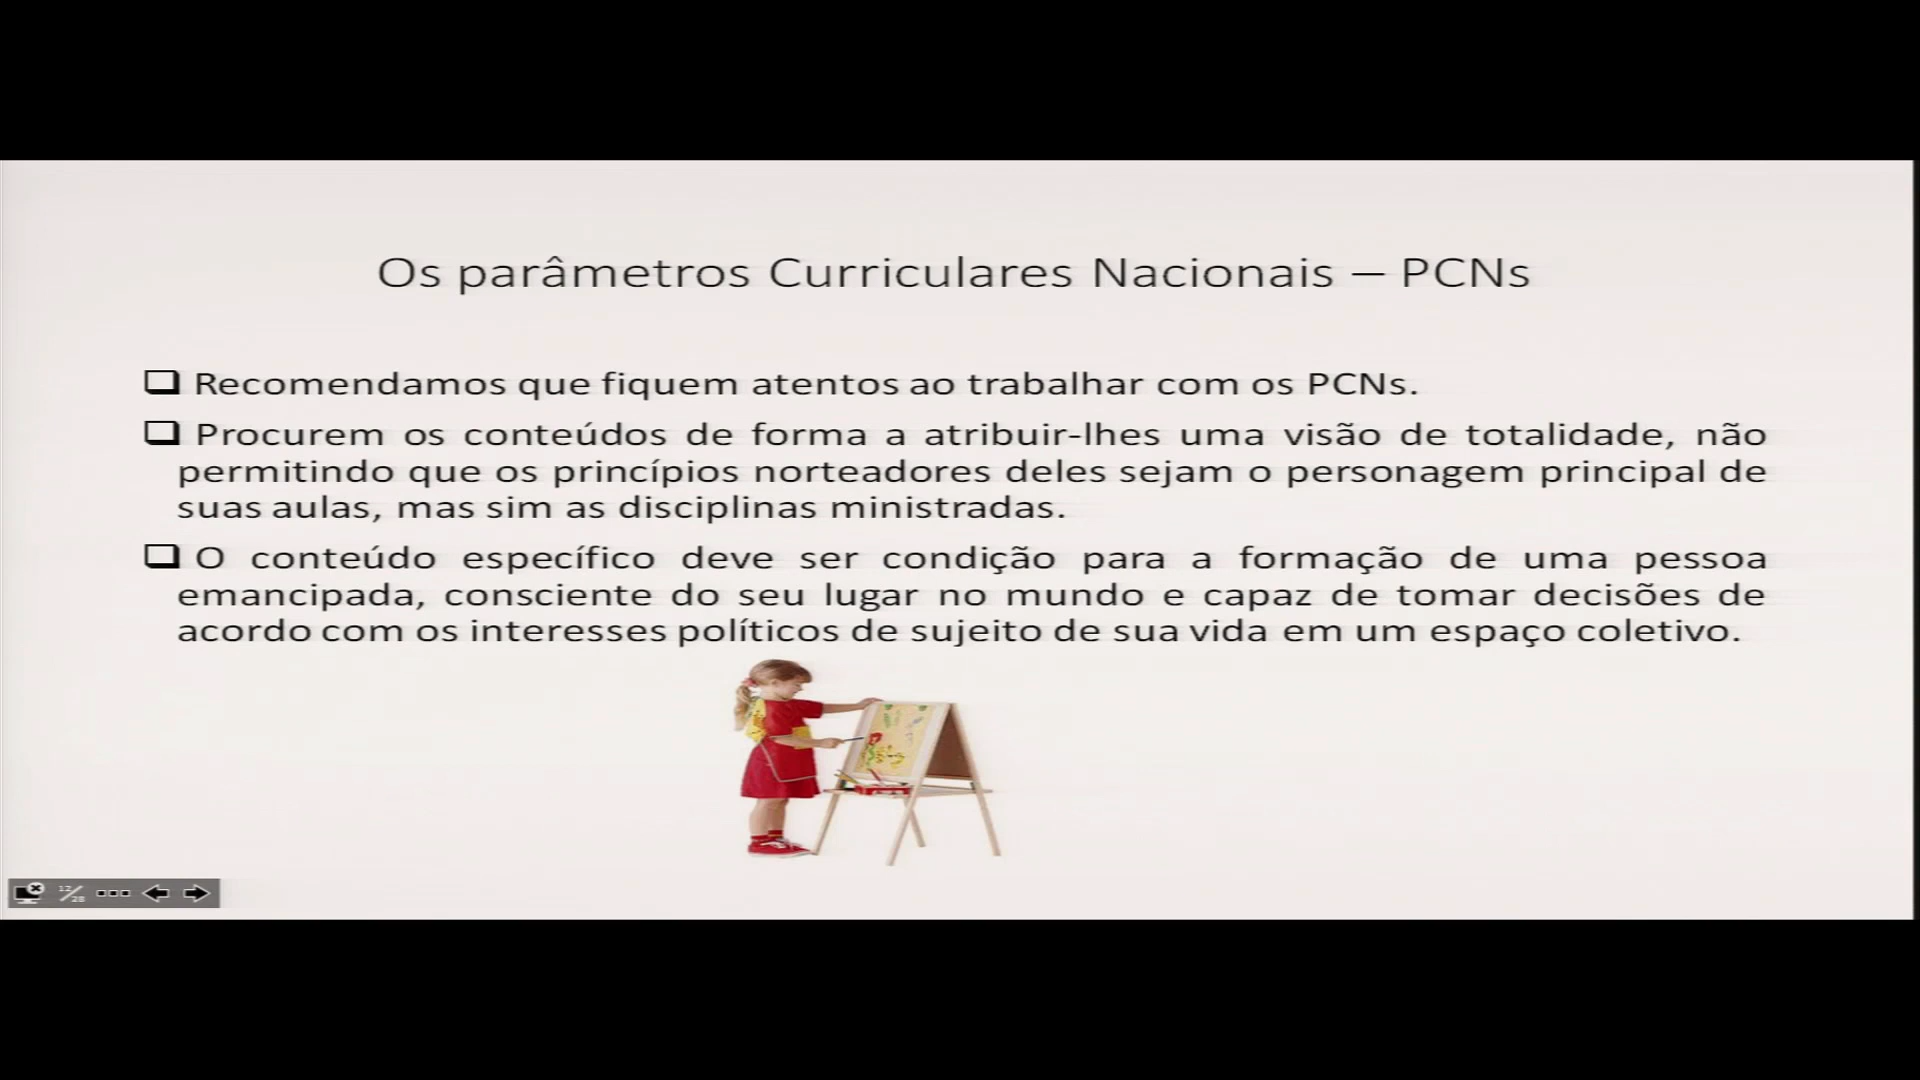 Os parâmetros Curriculares Nacionais – PCNs
Recomendamos que fiquem atentos ao trabalhar com os PCNs.
Procurem os conteúdos de forma a atribuir-lhes uma visão de totalidade, não
permitindo que os princípios norteadores deles sejam o personagem principal de
suas aulas, mas sim as disciplinas ministradas.
O conteúdo específico deve ser condição para a formação de uma pessoa
emancipada, consciente do seu lugar no mundo e capaz de tomar decisões de
acordo com os interesses políticos de sujeito de sua vida em um espaço coletivo.
12/28